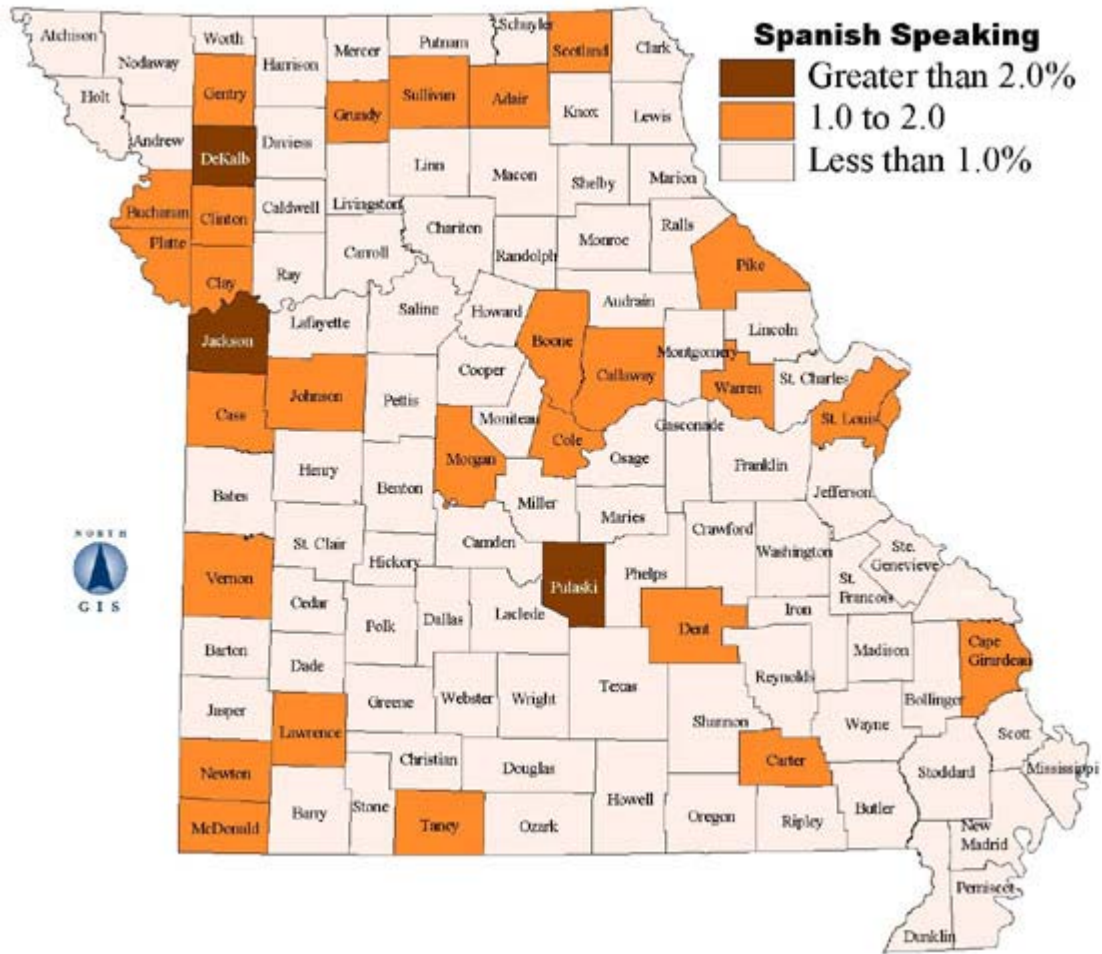 Spanish Speaking
Greater than 2.0%
1.0 to 2.0
Less than 1.0%
Atchison
Nodaway
Worth
Harrison
Mercer
Putnam
Schuyler
Scotland
Clark
Holt
Gentry
Grundy
Sullivan
Adair
Knox
Lewis
Andrew
DeKalb
Daviess
Livingston
Linn
Macon
Shelby
Marion
Buchanan
Clinton
Caldwell
Chariton
Randolph
Monroe
Ralls
Platte
Clay
Ray
Carroll
Pike
Jackson
Lafayette
Saline
Howard
Boone
Audrain
Lincoln
Callaway
Montgomery
Warren
St. Charles
St. Louis
Cass
Johnson
Pettis
Cooper
Moniteau
Cole
Gasconade
Osage
Franklin
Jefferson
Morgan
Bates
Henry
Benton
Miller
Maries
NORTH
GIS
St. Clair
Hickory
Camden
Pulaski
Phelps
Crawford
Washington
Ste.
Genevieve
St.
Francois
Vernon
Cedar
Polk
Dallas
Laclede
Dent
Iron
Cape
Girardeau
Barton
Dade
Madison
Reynolds
Bollinger
Jasper
Greene
Webster
Wright
Texas
Shannon
Wayne
Scott
Mississippi
Lawrence
Christian
Douglas
Carter
Stoddard
Newton
McDonald
Barry
Stone
Taney
Ozark
Howell
Oregon
Ripley
Butler
New
Madrid
Pemiscot
Dunklin